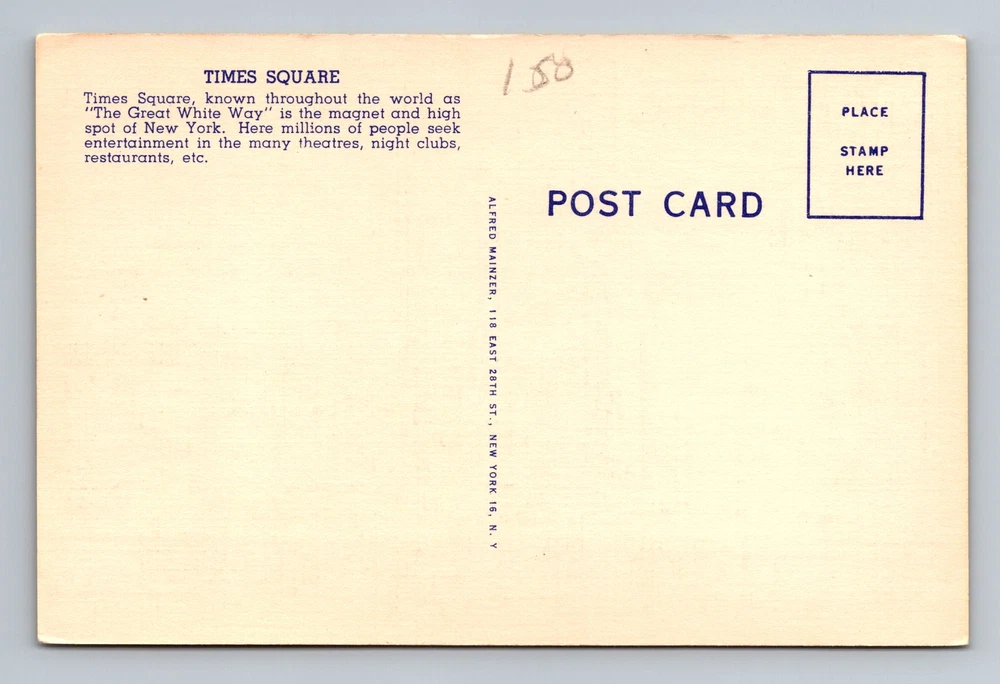 TIMES SQUARE
Times Square, known throughout the world as
"The Great White Way" is the magnet and high
spot of New York. Here millions of people seek
entertainment in the many theatres, night clubs,
restaurants, etc.
POST CARD
PLACE
STAMP
HERE
ALFRED MAINZER, 118 EAST 28TH ST., NEW YORK 16, N. Y